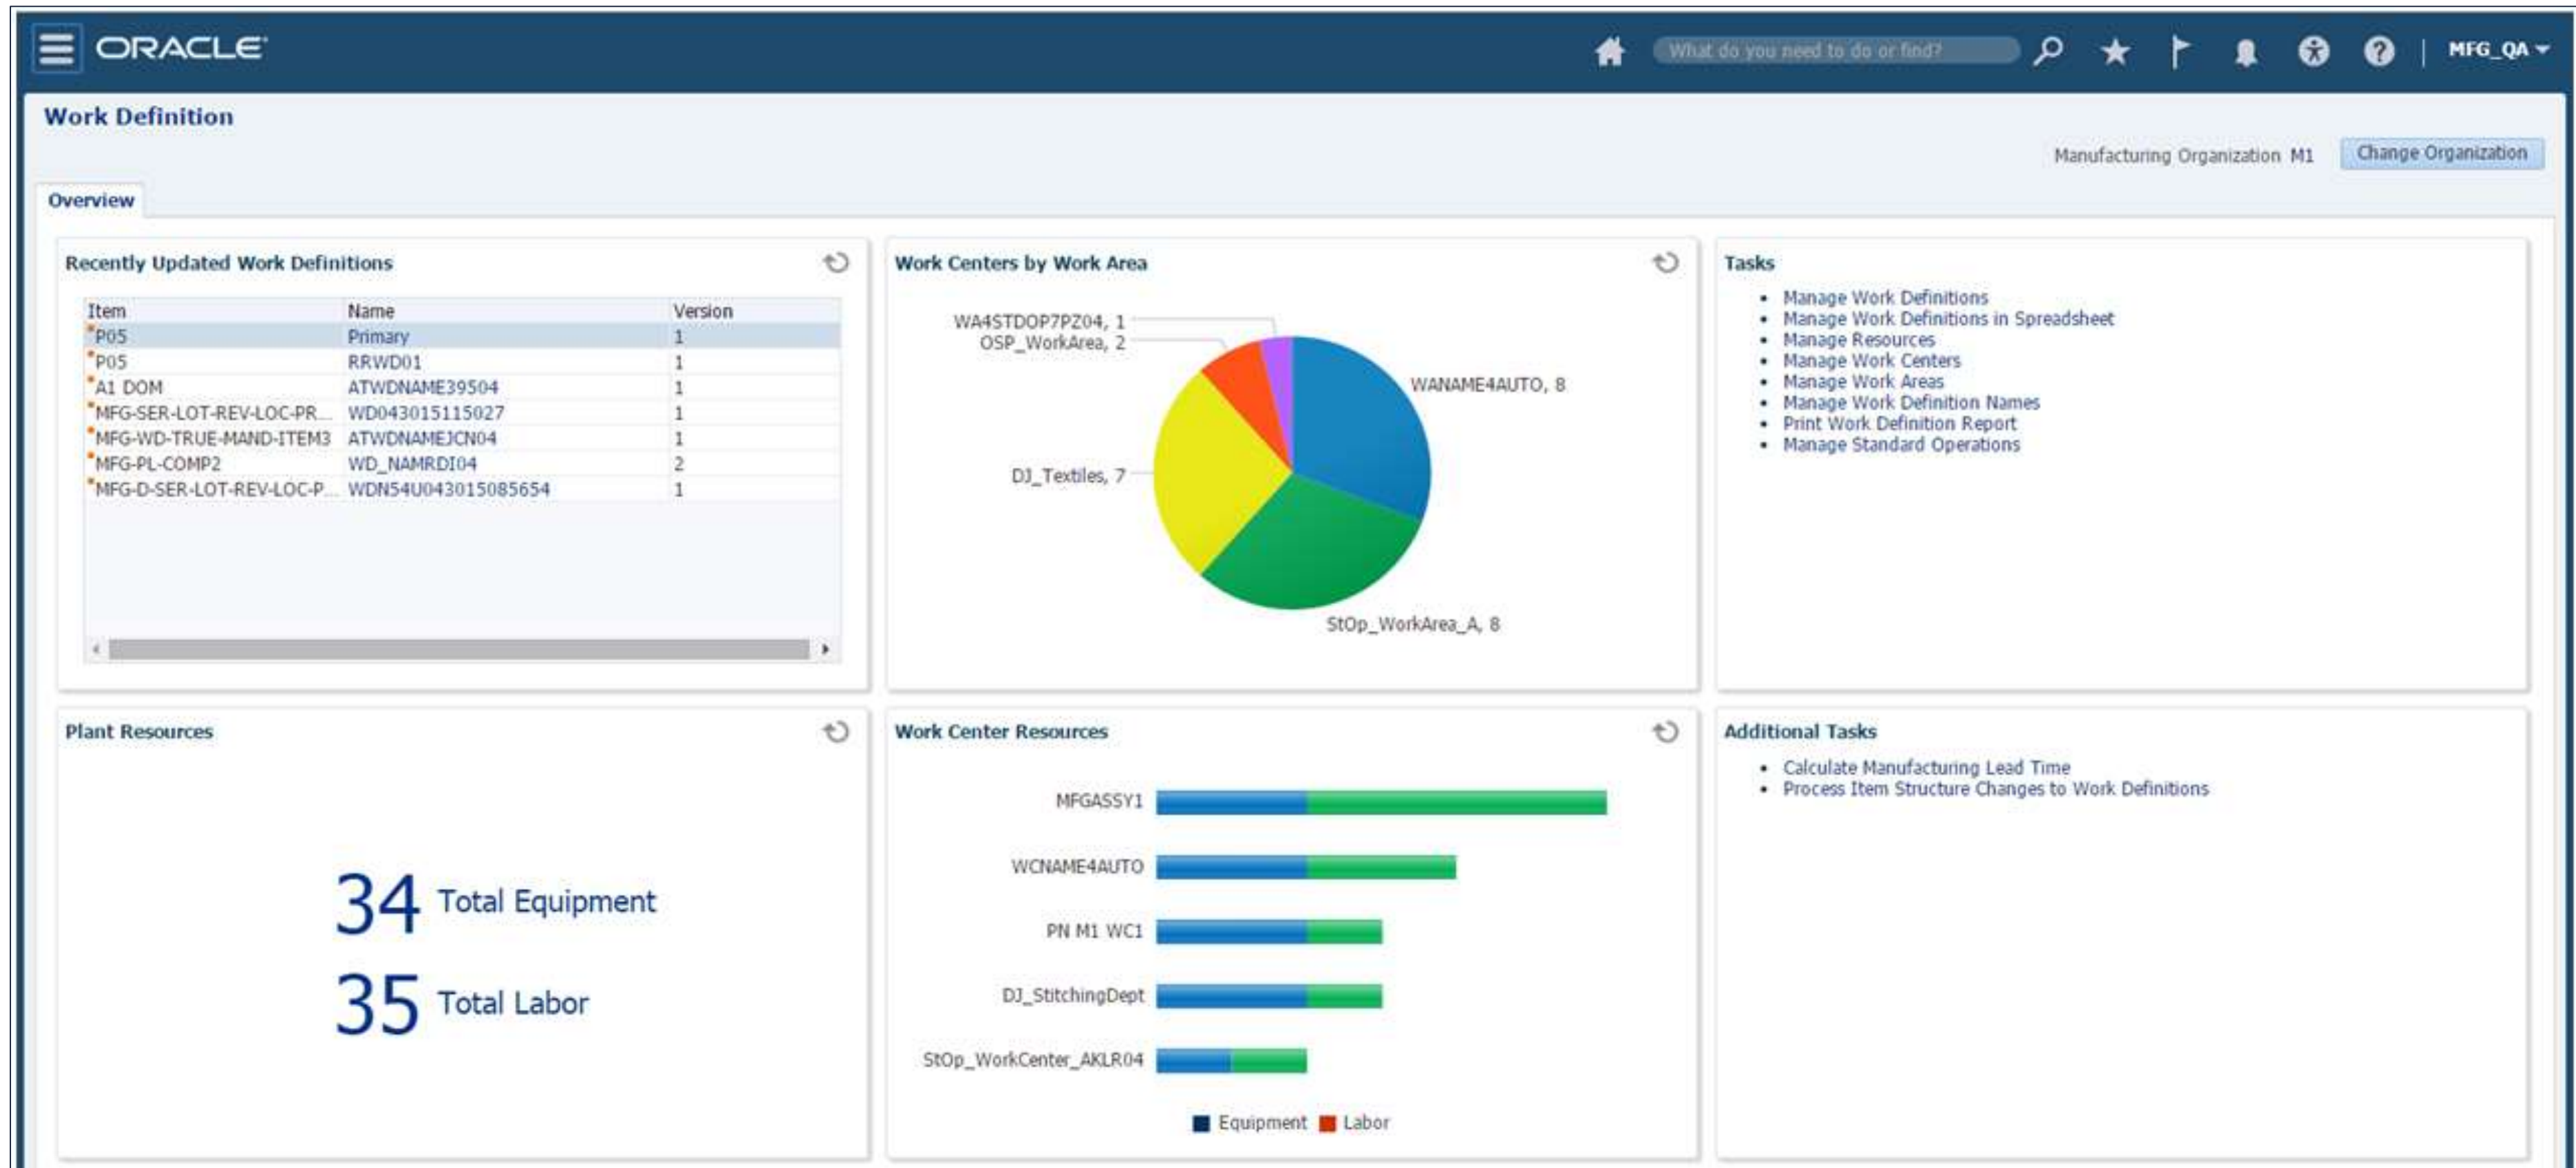 ORACLE
What do you need to do or find?
MFG_QA
Work Definition
Manufacturing Organization M1
Change Organization
Overview
Recently Updated Work Definitions
Item Name Version
P05 Primary 1
P05 RRWD01 1
A1 DOM ATWDNAME39504 1
MFG-SER-LOT-REV-LOC-PR... WD043015115027 1
MFG-WD-TRUE-MAND-ITEM3 ATWDNAMEJCN04 1
MFG-PL-COMP2 WD_NAMRDI04 2
MFG-D-SER-LOT-REV-LOC-P... WDN54U043015085654 1
Work Centers by Work Area
WA4STDOP7PZ04, 1
OSP_WorkArea, 2
WANAME4AUTO, 8
DJ_Textiles, 7
StOp_WorkArea_A, 8
Tasks
• Manage Work Definitions
• Manage Work Definitions in Spreadsheet
• Manage Resources
• Manage Work Centers
• Manage Work Areas
• Manage Work Definition Names
• Print Work Definition Report
• Manage Standard Operations
Plant Resources
34 Total Equipment
35 Total Labor
Work Center Resources
MFGASSY1
WCNAME4AUTO
PN M1 WC1
DJ_StitchingDept
StOp_WorkCenter_AKLR04
Equipment Labor
Additional Tasks
• Calculate Manufacturing Lead Time
• Process Item Structure Changes to Work Definitions